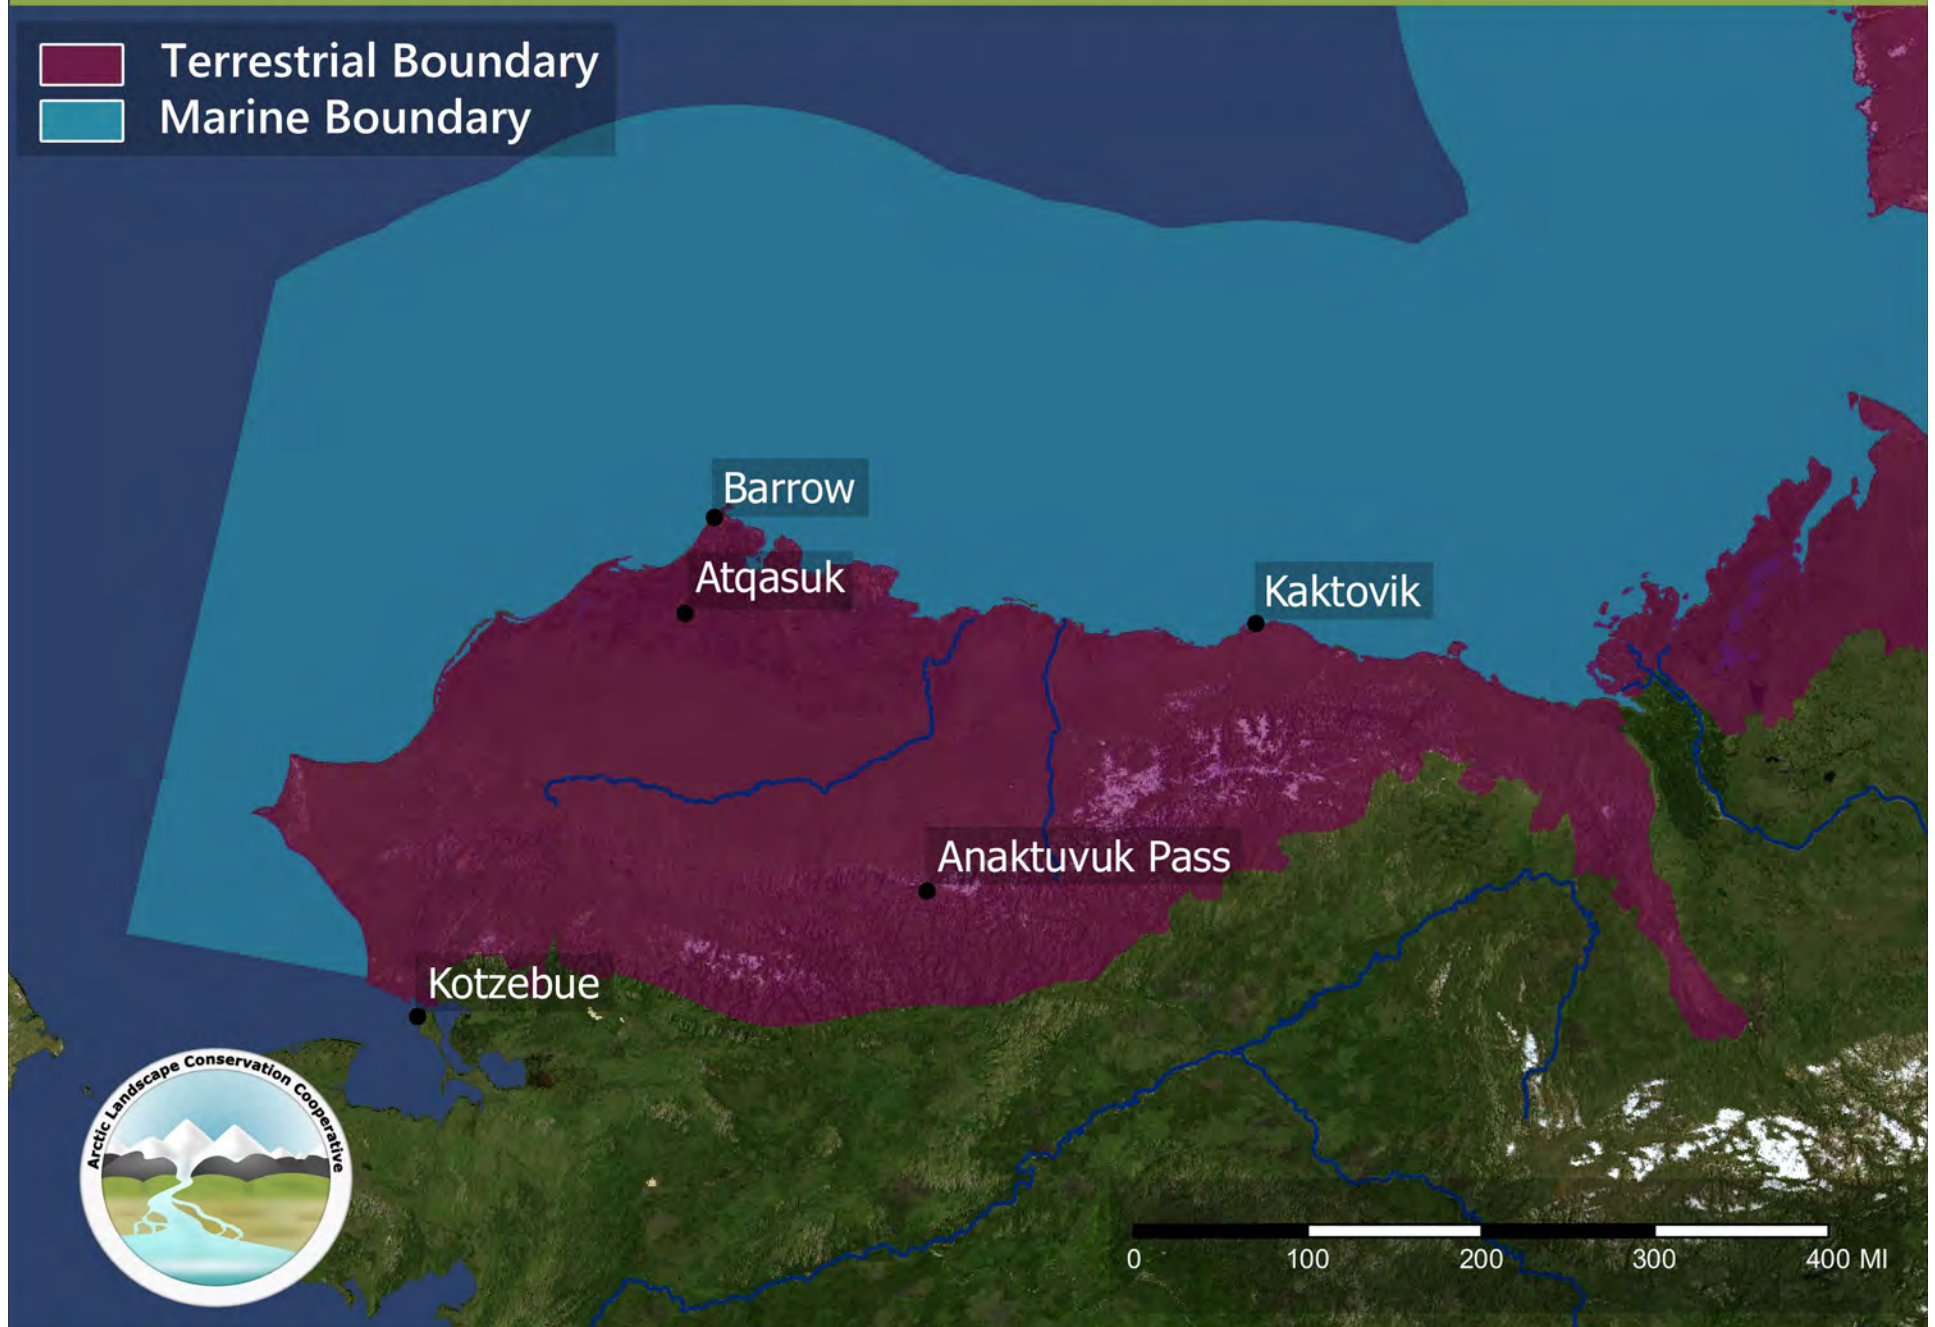 Terrestrial Boundary
Marine Boundary
Barrow
Atqasuk
Kaktovik
Anaktuvuk Pass
Kotzebue
Arctic Landscape Conservation Cooperative
0 100 200 300 400 MI